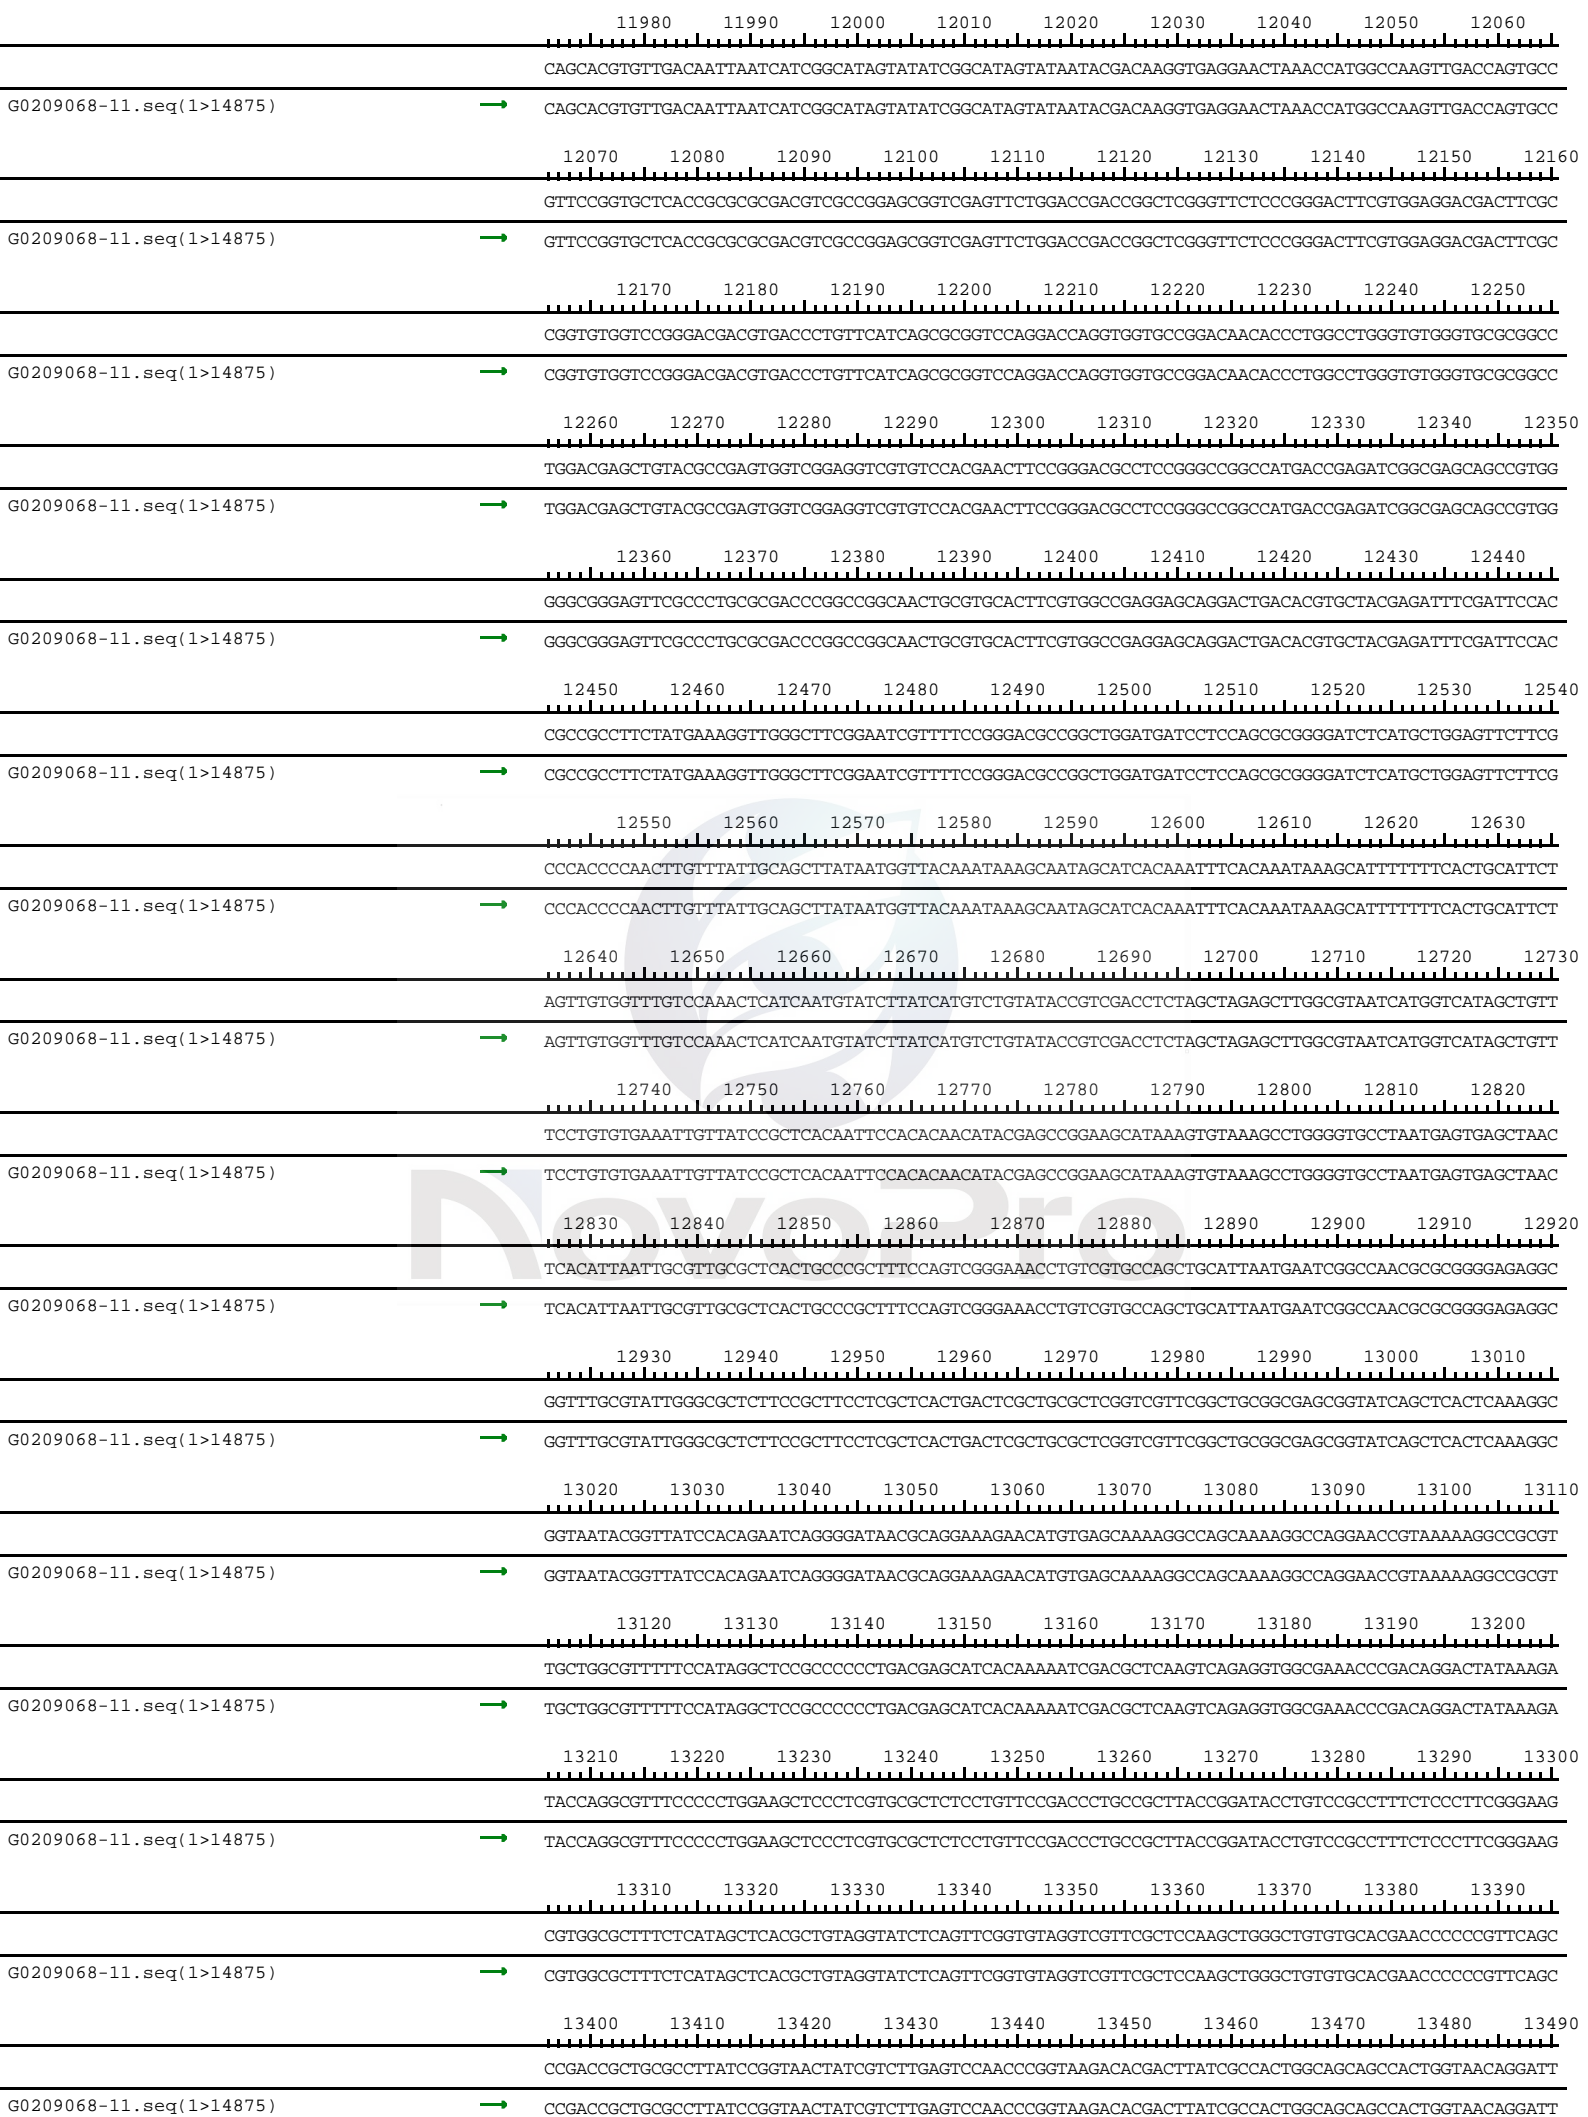 11980 11990 12000 12010 12020 12030 12040 12050 12060
CAGCACGTGTTGACAATTAATCATCGGCATAGTATATCGGCATAGTATAATACGACAAGGTGAGGAACTAAACCATGGCCAAGTTGACCAGTGCC
G0209068-11.seq(1>14875) CAGCACGTGTTGACAATTAATCATCGGCATAGTATATCGGCATAGTATAATACGACAAGGTGAGGAACTAAACCATGGCCAAGTTGACCAGTGCC
12070 12080 12090 12100 12110 12120 12130 12140 12150 12160
GTTCCGGTGCTCACCGCGCGCGACGTCGCCGGAGCGGTCGAGTTCTGGACCGACCGGCTCGGGTTCTCCCGGGACTTCGTGGAGGACGACTTCGC
G0209068-11.seq(1>14875) GTTCCGGTGCTCACCGCGCGCGACGTCGCCGGAGCGGTCGAGTTCTGGACCGACCGGCTCGGGTTCTCCCGGGACTTCGTGGAGGACGACTTCGC
12170 12180 12190 12200 12210 12220 12230 12240 12250
CGGTGTGGTCCGGGACGACGTGACCCTGTTCATCAGCGCGGTCCAGGACCAGGTGGTGCCGGACAACACCCTGGCCTGGGTGTGGGTGCGCGGCC
G0209068-11.seq(1>14875) CGGTGTGGTCCGGGACGACGTGACCCTGTTCATCAGCGCGGTCCAGGACCAGGTGGTGCCGGACAACACCCTGGCCTGGGTGTGGGTGCGCGGCC
12260 12270 12280 12290 12300 12310 12320 12330 12340 12350
TGGACGAGCTGTACGCCGAGTGGTCGGAGGTCGTGTCCACGAACTTCCGGGACGCCTCCGGGCCGGCCATGACCGAGATCGGCGAGCAGCCGTGG
G0209068-11.seq(1>14875) TGGACGAGCTGTACGCCGAGTGGTCGGAGGTCGTGTCCACGAACTTCCGGGACGCCTCCGGGCCGGCCATGACCGAGATCGGCGAGCAGCCGTGG
12360 12370 12380 12390 12400 12410 12420 12430 12440
GGGCGGGAGTTCGCCCTGCGCGACCCGGCCGGCAACTGCGTGCACTTCGTGGCCGAGGAGCAGGACTGACACGTGCTACGAGATTTCGATTCCAC
G0209068-11.seq(1>14875) GGGCGGGAGTTCGCCCTGCGCGACCCGGCCGGCAACTGCGTGCACTTCGTGGCCGAGGAGCAGGACTGACACGTGCTACGAGATTTCGATTCCAC
12450 12460 12470 12480 12490 12500 12510 12520 12530 12540
CGCCGCCTTCTATGAAAGGTTGGGCTTCGGAATCGTTTTCCGGGACGCCGGCTGGATGATCCTCCAGCGCGGGGATCTCATGCTGGAGTTCTTCG
G0209068-11.seq(1>14875) CGCCGCCTTCTATGAAAGGTTGGGCTTCGGAATCGTTTTCCGGGACGCCGGCTGGATGATCCTCCAGCGCGGGGATCTCATGCTGGAGTTCTTCG
12550 12560 12570 12580 12590 12600 12610 12620 12630
CCCACCCCAACTTGTTTATTGCAGCTTATAATGGTTACAAATAAAGCAATAGCATCACAAATTTCACAAATAAAGCATTTTTTTCACTGCATTCT
G0209068-11.seq(1>14875) CCCACCCCAACTTGTTTATTGCAGCTTATAATGGTTACAAATAAAGCAATAGCATCACAAATTTCACAAATAAAGCATTTTTTTCACTGCATTCT
12640 12650 12660 12670 12680 12690 12700 12710 12720 12730
AGTTGTGGTTTGTCCAAACTCATCAATGTATCTTATCATGTCTGTATACCGTCGACCTCTAGCTAGAGCTTGGCGTAATCATGGTCATAGCTGTT
G0209068-11.seq(1>14875) AGTTGTGGTTTGTCCAAACTCATCAATGTATCTTATCATGTCTGTATACCGTCGACCTCTAGCTAGAGCTTGGCGTAATCATGGTCATAGCTGTT
12740 12750 12760 12770 12780 12790 12800 12810 12820
TCCTGTGTGAAATTGTTATCCGCTCACAATTCCACACAACATACGAGCCGGAAGCATAAAGTGTAAAGCCTGGGGTGCCTAATGAGTGAGCTAAC
G0209068-11.seq(1>14875) TCCTGTGTGAAATTGTTATCCGCTCACAATTCCACACAACATACGAGCCGGAAGCATAAAGTGTAAAGCCTGGGGTGCCTAATGAGTGAGCTAAC
NovoPro
12830 12840 12850 12860 12870 12880 12890 12900 12910 12920
TCACATTAATTGCGTTGCGCTCACTGCCCGCTTTCCAGTCGGGAAACCTGTCGTGCCAGCTGCATTAATGAATCGGCCAACGCGCGGGGAGAGGC
G0209068-11.seq(1>14875) TCACATTAATTGCGTTGCGCTCACTGCCCGCTTTCCAGTCGGGAAACCTGTCGTGCCAGCTGCATTAATGAATCGGCCAACGCGCGGGGAGAGGC
12930 12940 12950 12960 12970 12980 12990 13000 13010
GGTTTGCGTATTGGGCGCTCTTCCGCTTCCTCGCTCACTGACTCGCTGCGCTCGGTCGTTCGGCTGCGGCGAGCGGTATCAGCTCACTCAAAGGC
G0209068-11.seq(1>14875) GGTTTGCGTATTGGGCGCTCTTCCGCTTCCTCGCTCACTGACTCGCTGCGCTCGGTCGTTCGGCTGCGGCGAGCGGTATCAGCTCACTCAAAGGC
13020 13030 13040 13050 13060 13070 13080 13090 13100 13110
GGTAATACGGTTATCCACAGAATCAGGGGATAACGCAGGAAAGAACATGTGAGCAAAAGGCCAGCAAAAGGCCAGGAACCGTAAAAAGGCCGCGT
G0209068-11.seq(1>14875) GGTAATACGGTTATCCACAGAATCAGGGGATAACGCAGGAAAGAACATGTGAGCAAAAGGCCAGCAAAAGGCCAGGAACCGTAAAAAGGCCGCGT
13120 13130 13140 13150 13160 13170 13180 13190 13200
TGCTGGCGTTTTTCCATAGGCTCCGCCCCCCTGACGAGCATCACAAAAATCGACGCTCAAGTCAGAGGTGGCGAAACCCGACAGGACTATAAAGA
G0209068-11.seq(1>14875) TGCTGGCGTTTTTCCATAGGCTCCGCCCCCCTGACGAGCATCACAAAAATCGACGCTCAAGTCAGAGGTGGCGAAACCCGACAGGACTATAAAGA
13210 13220 13230 13240 13250 13260 13270 13280 13290 13300
TACCAGGCGTTTCCCCCTGGAAGCTCCCTCGTGCGCTCTCCTGTTCCGACCCTGCCGCTTACCGGATACCTGTCCGCCTTTCTCCCTTCGGGAAG
G0209068-11.seq(1>14875) TACCAGGCGTTTCCCCCTGGAAGCTCCCTCGTGCGCTCTCCTGTTCCGACCCTGCCGCTTACCGGATACCTGTCCGCCTTTCTCCCTTCGGGAAG
13310 13320 13330 13340 13350 13360 13370 13380 13390
CGTGGCGCTTTCTCATAGCTCACGCTGTAGGTATCTCAGTTCGGTGTAGGTCGTTCGCTCCAAGCTGGGCTGTGTGCACGAACCCCCCGTTCAGC
G0209068-11.seq(1>14875) CGTGGCGCTTTCTCATAGCTCACGCTGTAGGTATCTCAGTTCGGTGTAGGTCGTTCGCTCCAAGCTGGGCTGTGTGCACGAACCCCCCGTTCAGC
13400 13410 13420 13430 13440 13450 13460 13470 13480 13490
CCGACCGCTGCGCCTTATCCGGTAACTATCGTCTTGAGTCCAACCCGGTAAGACACGACTTATCGCCACTGGCAGCAGCCACTGGTAACAGGATT
G0209068-11.seq(1>14875) CCGACCGCTGCGCCTTATCCGGTAACTATCGTCTTGAGTCCAACCCGGTAAGACACGACTTATCGCCACTGGCAGCAGCCACTGGTAACAGGATT